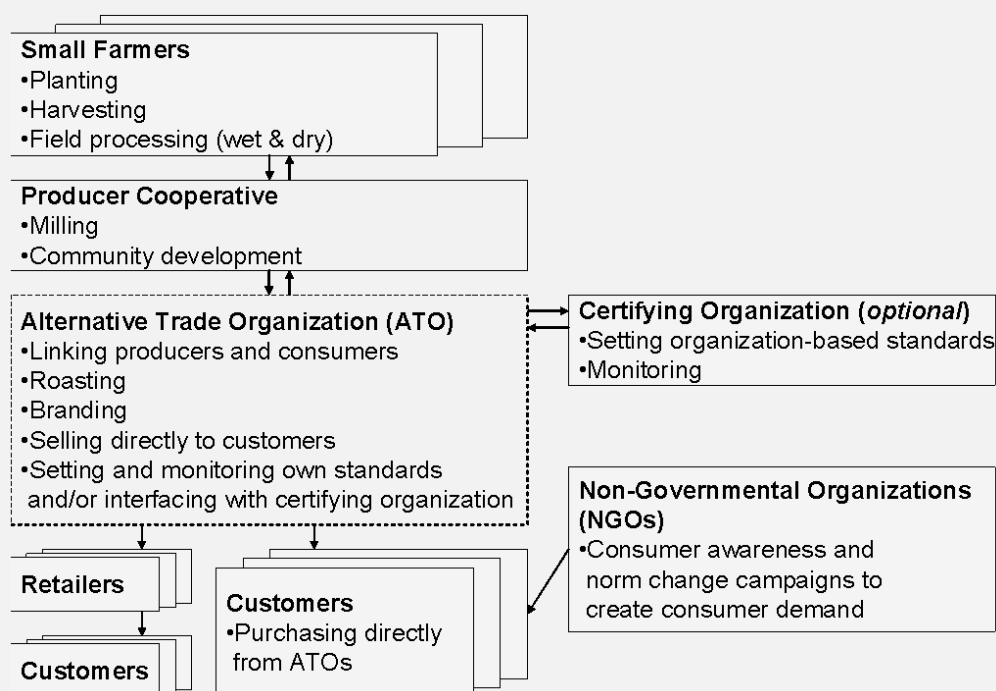 Small Farmers
•Planting
•Harvesting
•Field processing (wet & dry)
Producer Cooperative
•Milling
•Community development
Alternative Trade Organization (ATO)
•Linking producers and consumers
•Roasting
•Branding
•Selling directly to customers
•Setting and monitoring own standards
and/or interfacing with certifying organization
Certifying Organization (optional)
•Setting organization-based standards
•Monitoring
Non-Governmental Organizations
(NGOs)
•Consumer awareness and
norm change campaigns to
create consumer demand
Retailers
Customers
Customers
•Purchasing directly
from ATOs